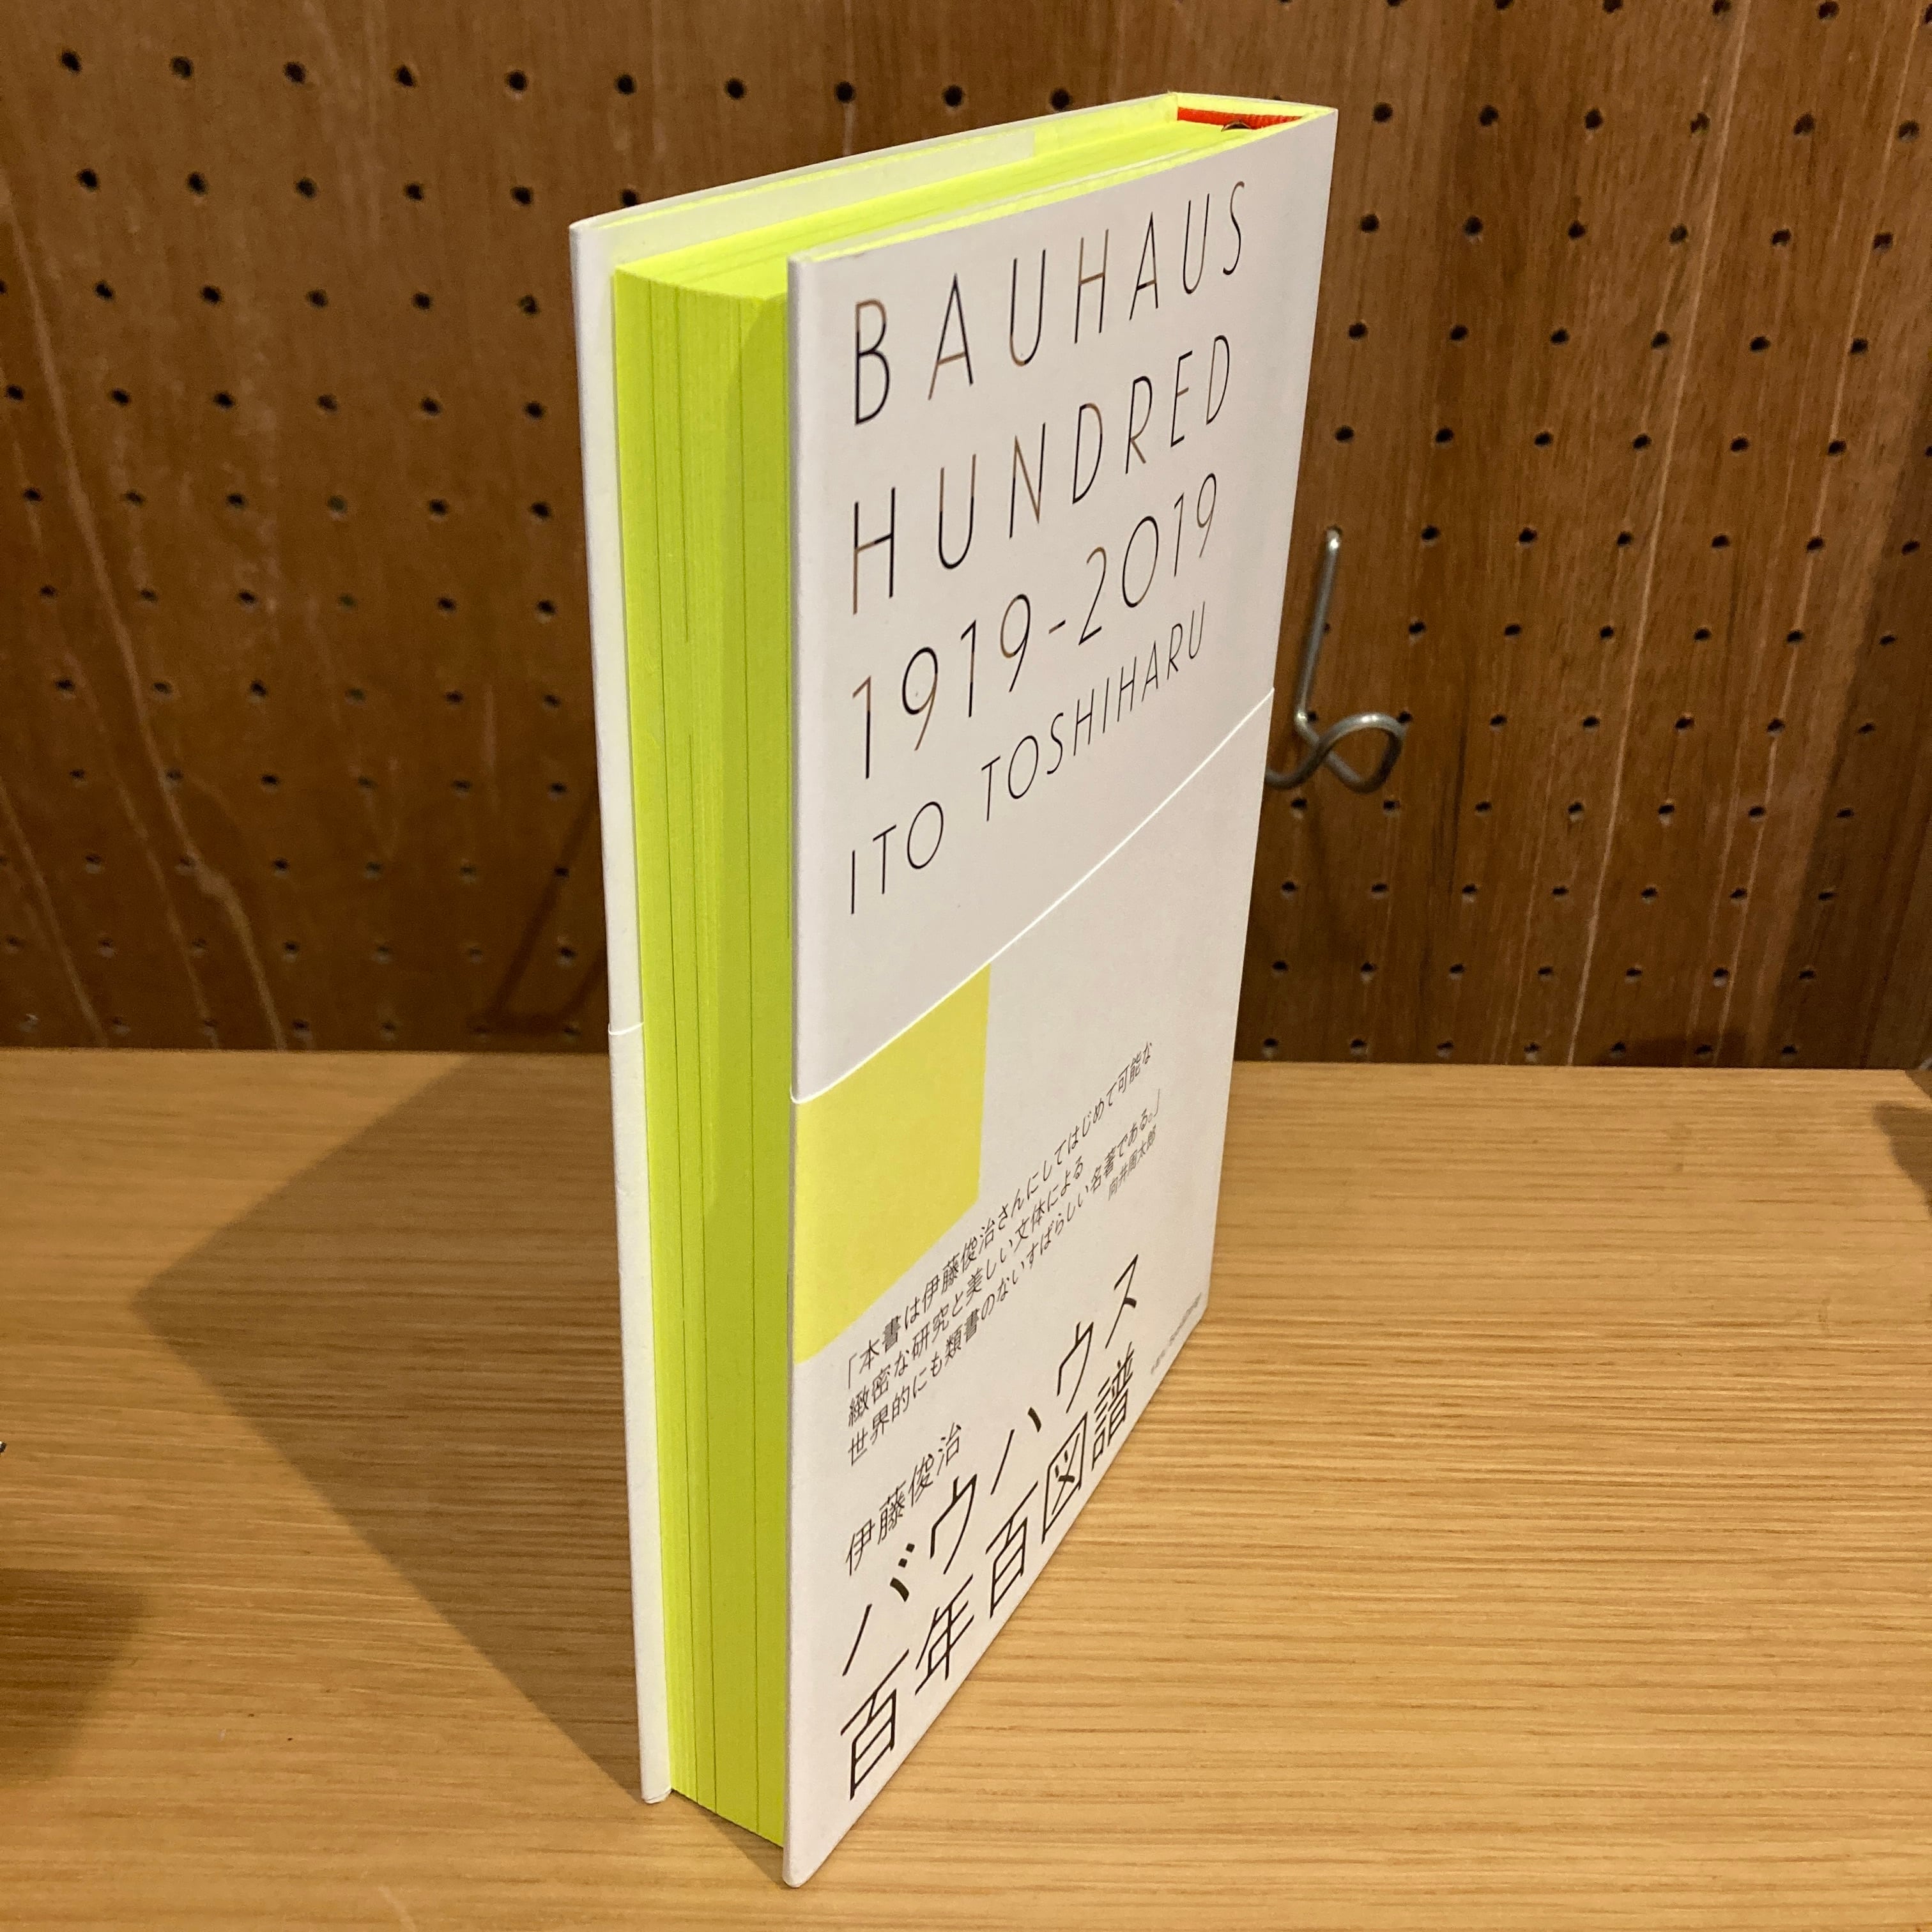 BAUHAUS
HUNDRED
1919-2019
ITO TOSHIHARU
「本書は伊藤俊治さんにしてはじめて可能な
緻密な研究と美しい文体による
世界的にも類書のないすばらしい名著である。」
向井周太郎
伊藤俊治
バウハウス
百年百図譜